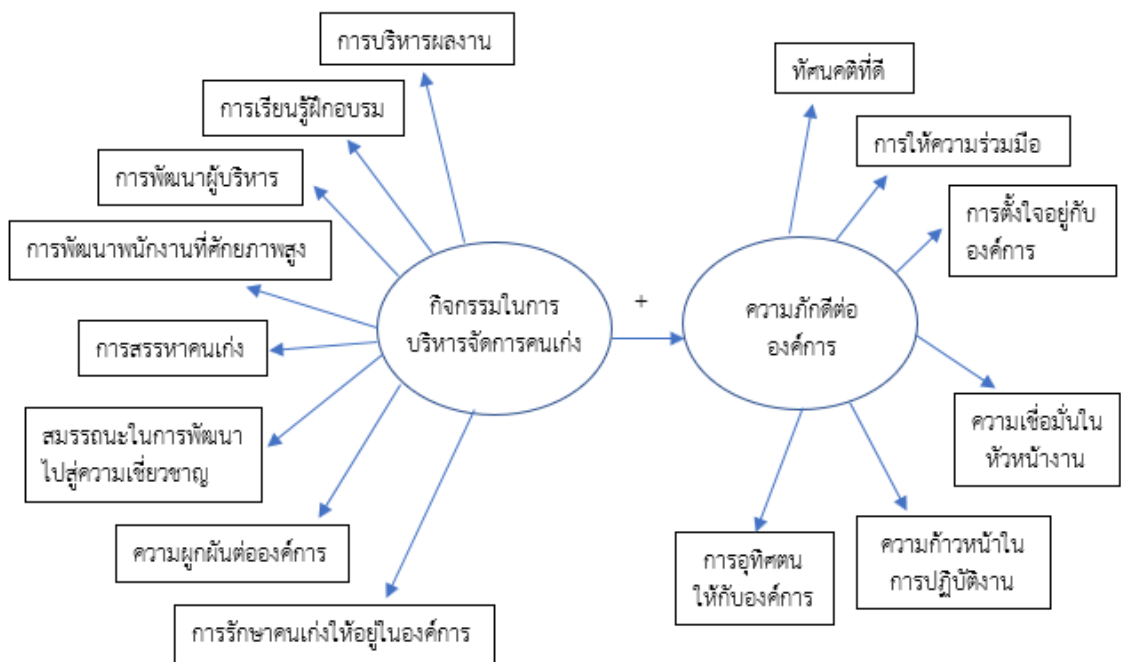 การบริหารผลงาน
การเรียนรู้ฝึกอบรม
การพัฒนาผู้บริหาร
การพัฒนาพนักงานที่ศักยภาพสูง
การสรรหาคนเก่ง
สมรรถนะในการพัฒนา
ไปสู่ความเชี่ยวชาญ
ความผูกผันต่อองค์การ
การรักษาคนเก่งให้อยู่ในองค์การ
กิจกรรมในการ
บริหารจัดการคนเก่ง
+
ความภักดีต่อ
องค์การ
ทัศนคติที่ดี
การให้ความร่วมมือ
การตั้งใจอยู่กับ
องค์การ
ความเชื่อมั่นใน
หัวหน้างาน
ความก้าวหน้าใน
การปฏิบัติงาน
การอุทิศตน
ให้กับองค์การ